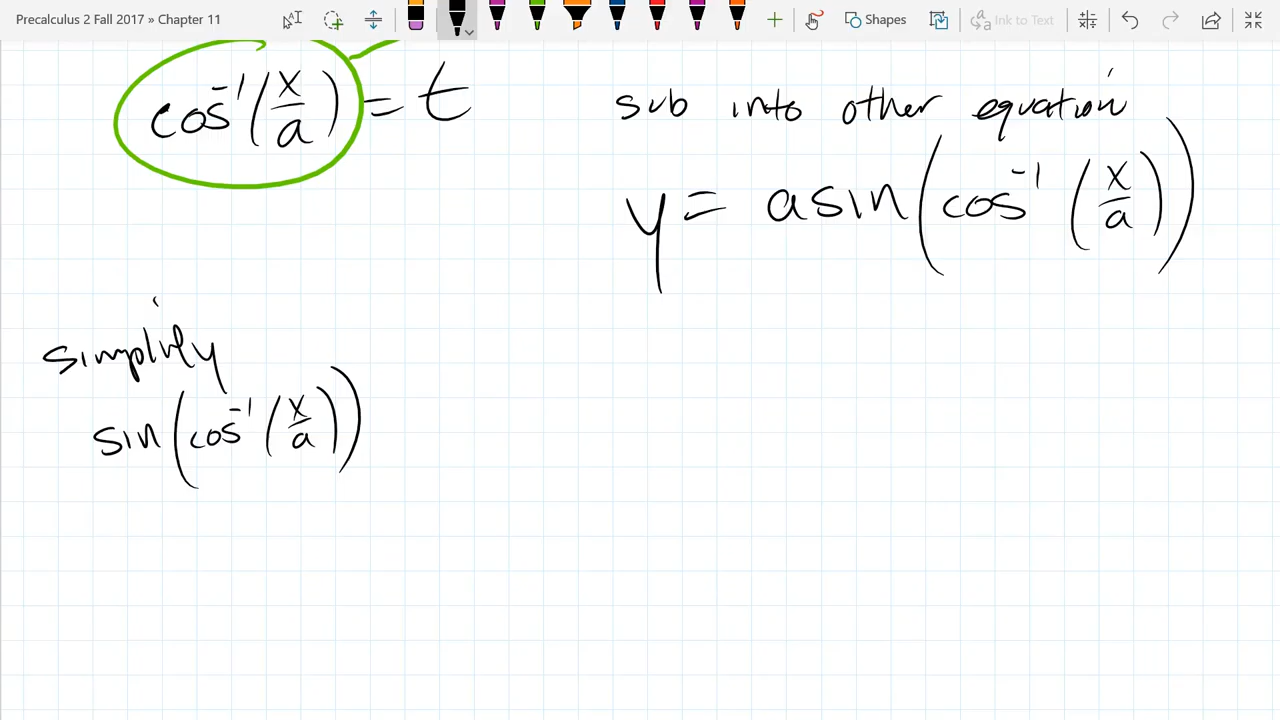 Precalculus 2 Fall 2017 » Chapter 11
Shapes
Ink to Text
cos⁻¹(x/a) = t
sub into other equation
y = a sin(cos⁻¹(x/a))
simplify
sin(cos⁻¹(x/a))